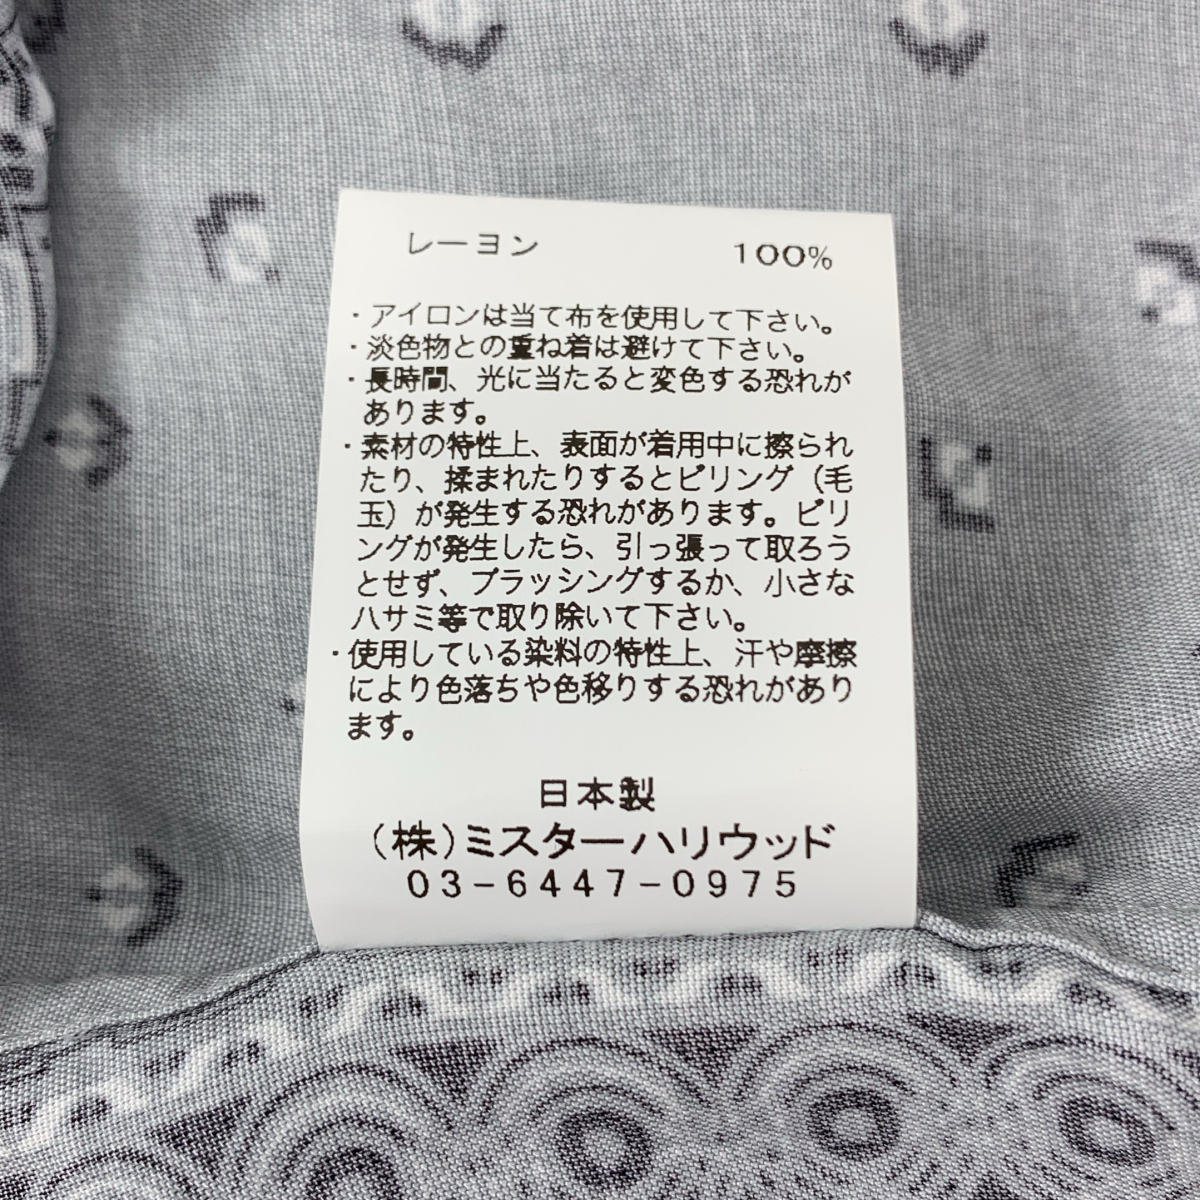 レーヨン 100%
・アイロンは当て布を使用して下さい。
・淡色物との重ね着は避けて下さい。
・長時間、光に当たると変色する恐れが
あります。
・素材の特性上、表面が着用中に擦られ
たり、揉まれたりするとピリング（毛
玉）が発生する恐れがあります。ピリ
ングが発生したら、引っ張って取ろう
とせず、ブラッシングするか、小さな
ハサミ等で取り除いて下さい。
・使用している染料の特性上、汗や摩擦
により色落ちや色移りする恐れがあり
ます。
日本製
（株）ミスターハリウッド
03-6447-0975